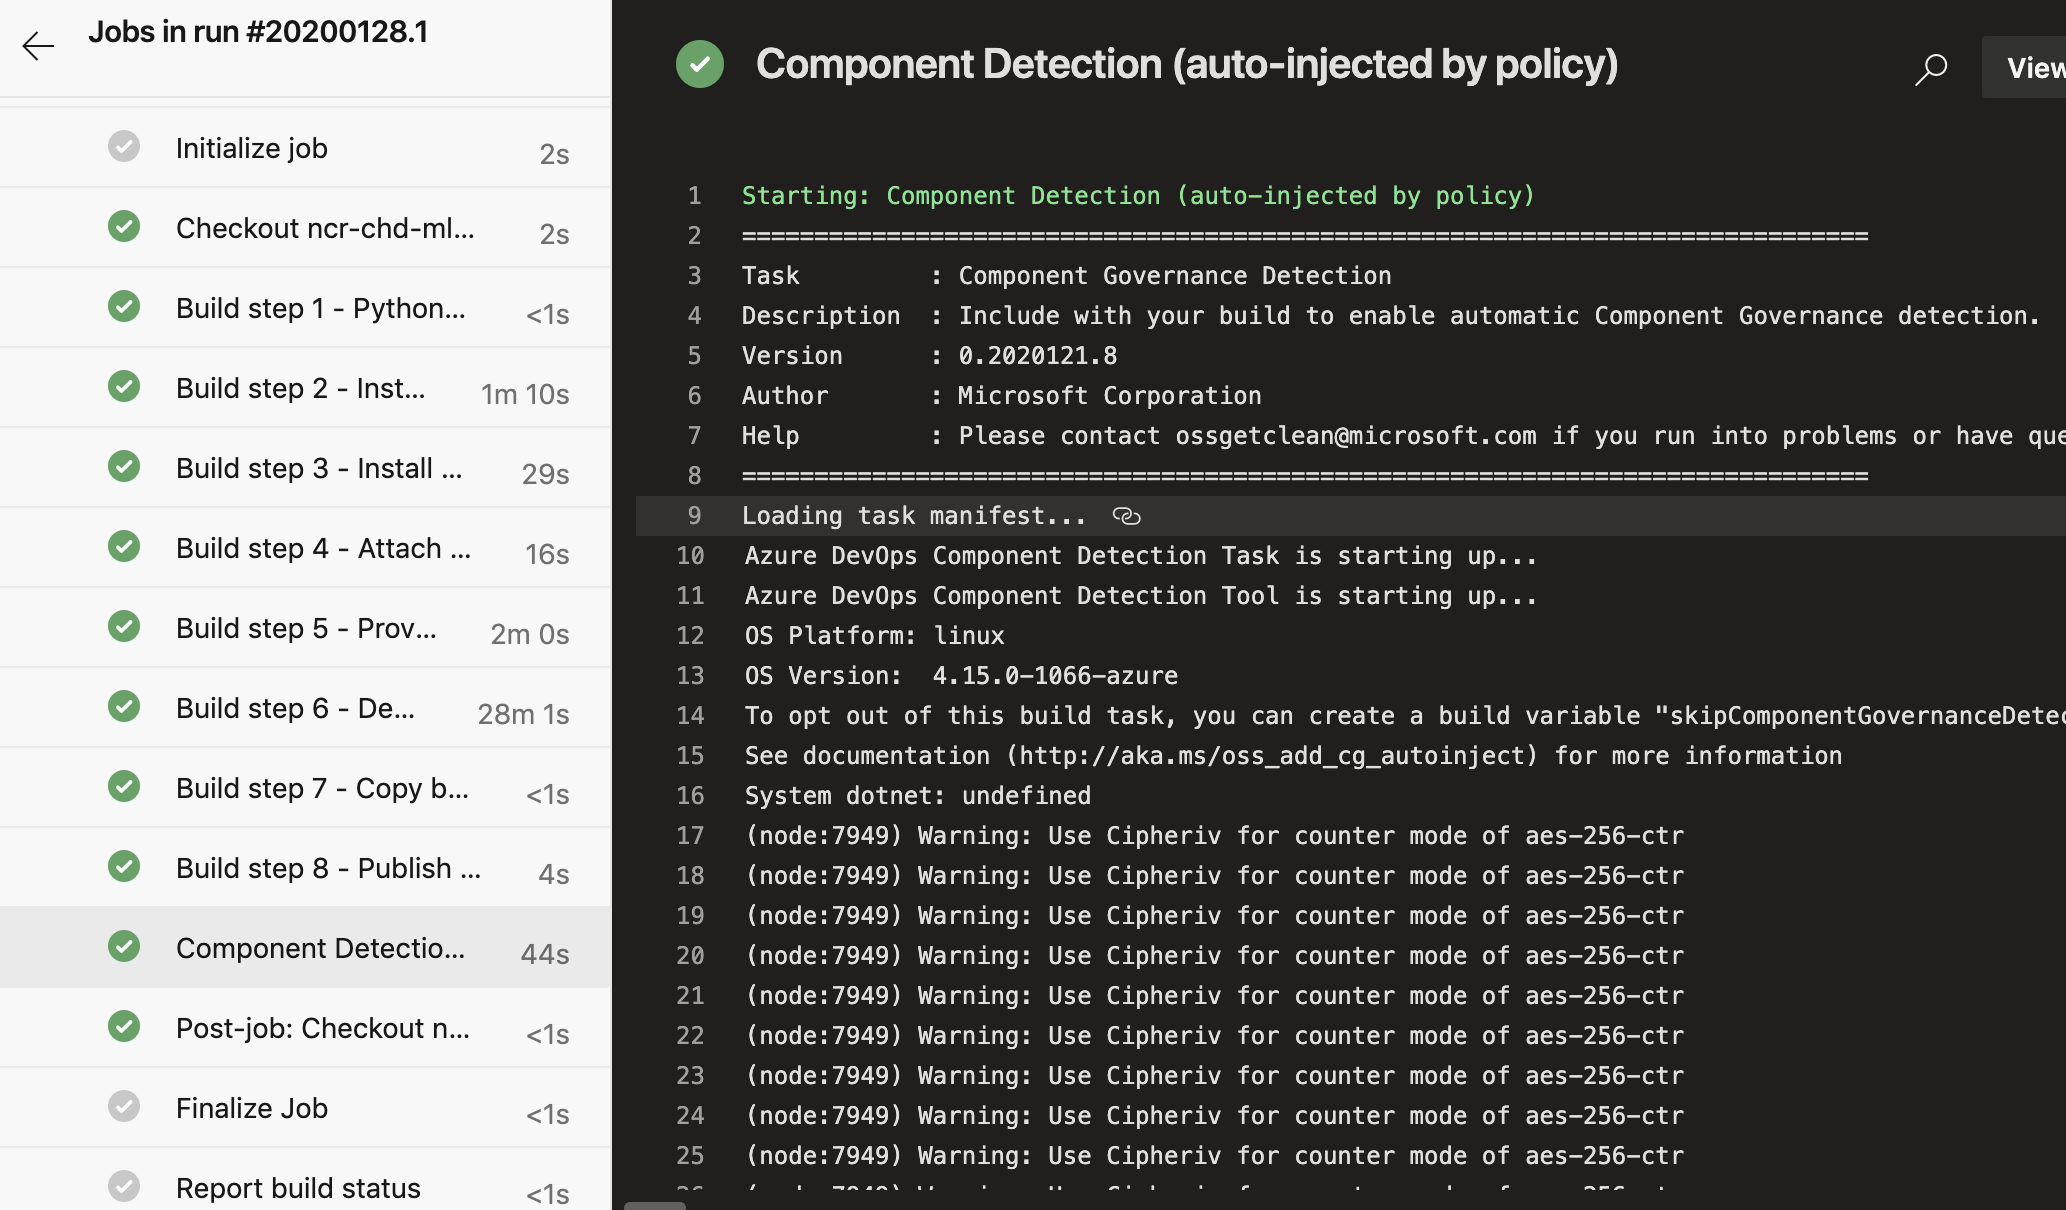 Jobs in run #20200128.1
Initialize job 2s
Checkout ncr-chd-ml... 2s
Build step 1 - Python... <1s
Build step 2 - Inst... 1m 10s
Build step 3 - Install ... 29s
Build step 4 - Attach ... 16s
Build step 5 - Prov... 2m 0s
Build step 6 - De... 28m 1s
Build step 7 - Copy b... <1s
Build step 8 - Publish ... 4s
Component Detectio... 44s
Post-job: Checkout n... <1s
Finalize Job <1s
Report build status <1s
Component Detection (auto-injected by policy)
View
1 Starting: Component Detection (auto-injected by policy)
2 ==============================================================================
3 Task         : Component Governance Detection
4 Description  : Include with your build to enable automatic Component Governance detection.
5 Version      : 0.2020121.8
6 Author       : Microsoft Corporation
7 Help         : Please contact ossgetclean@microsoft.com if you run into problems or have que
8 ==============================================================================
9 Loading task manifest...
10 Azure DevOps Component Detection Task is starting up...
11 Azure DevOps Component Detection Tool is starting up...
12 OS Platform: linux
13 OS Version:  4.15.0-1066-azure
14 To opt out of this build task, you can create a build variable "skipComponentGovernanceDetec
15 See documentation (http://aka.ms/oss_add_cg_autoinject) for more information
16 System dotnet: undefined
17 (node:7949) Warning: Use Cipheriv for counter mode of aes-256-ctr
18 (node:7949) Warning: Use Cipheriv for counter mode of aes-256-ctr
19 (node:7949) Warning: Use Cipheriv for counter mode of aes-256-ctr
20 (node:7949) Warning: Use Cipheriv for counter mode of aes-256-ctr
21 (node:7949) Warning: Use Cipheriv for counter mode of aes-256-ctr
22 (node:7949) Warning: Use Cipheriv for counter mode of aes-256-ctr
23 (node:7949) Warning: Use Cipheriv for counter mode of aes-256-ctr
24 (node:7949) Warning: Use Cipheriv for counter mode of aes-256-ctr
25 (node:7949) Warning: Use Cipheriv for counter mode of aes-256-ctr